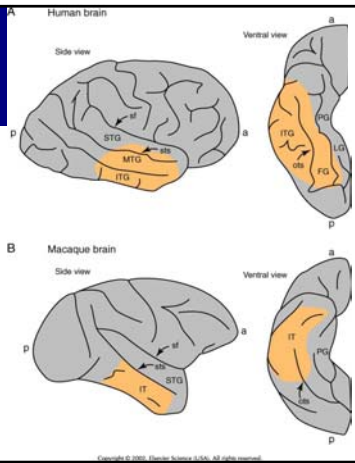 A Human brain
Side view
Ventral view
a
p
sf
STG
sts
MTG
ITG
a
ITG
PG
LG
ots
FG
p
B Macaque brain
Side view
Ventral view
a
p
sf
sts
STG
IT
a
IT
PG
ots
p
Copyright © 2002, Elsevier Science (USA). All rights reserved.